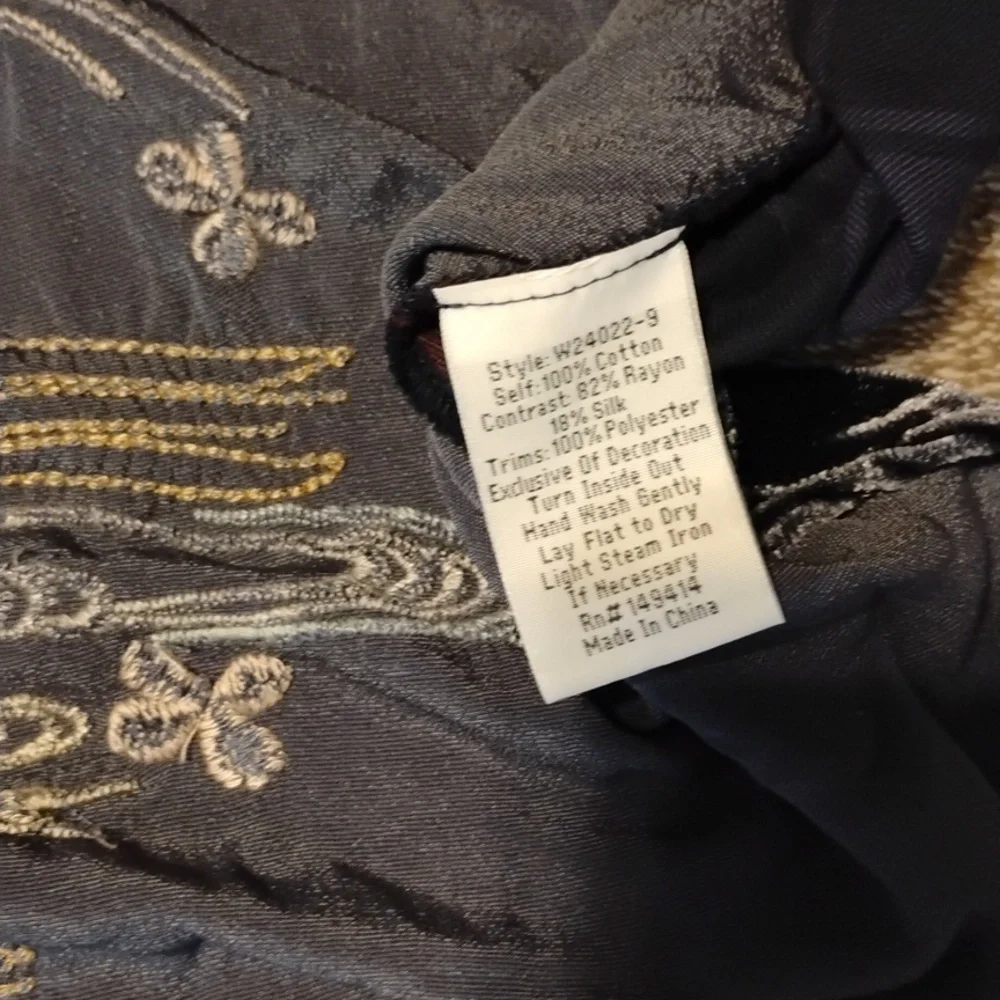 Style: W24022-9
Self:100% Cotton
Contrast: 82% Rayon
18% Silk
Trims:100% Polyester
Exclusive Of Decoration
Turn Inside Out
Hand Wash Gently
Lay Flat to Dry
Light Steam Iron
If Necessary
Rn# 149414
Made In China